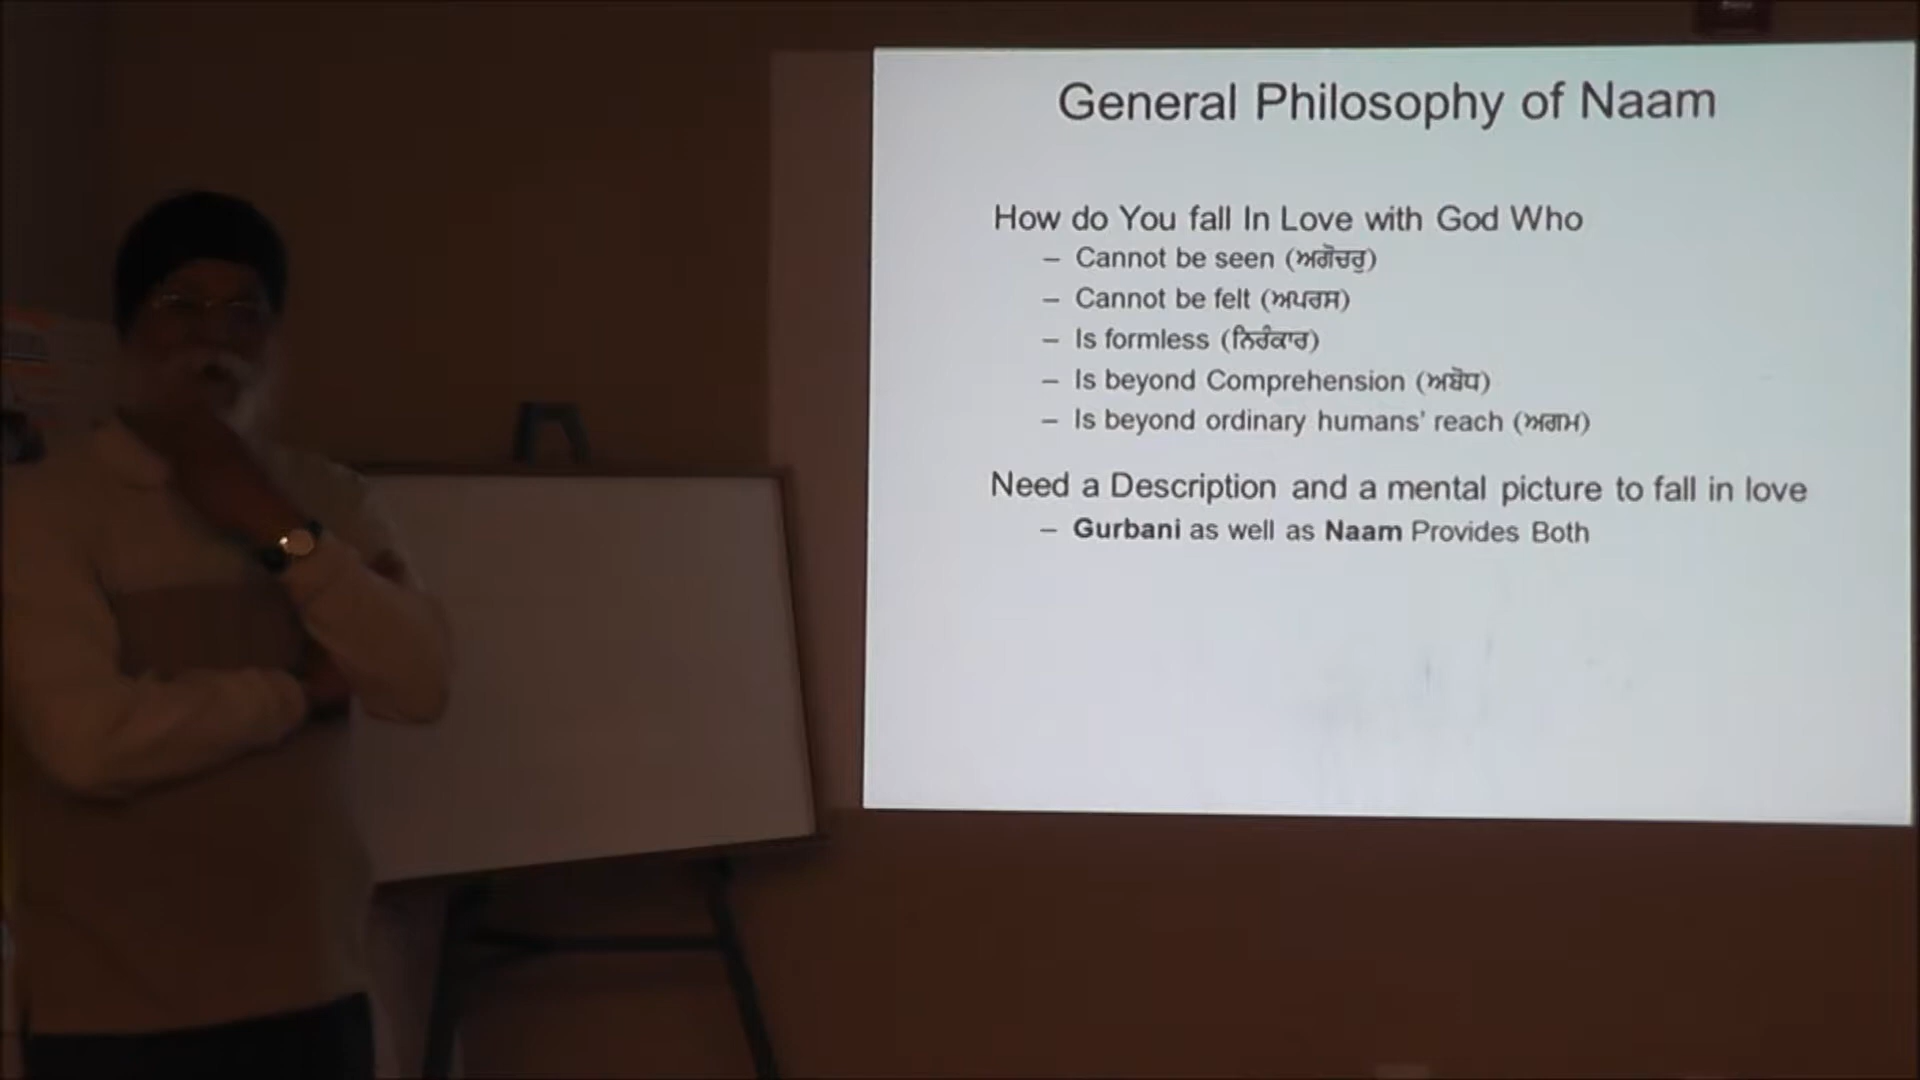 General Philosophy of Naam
How do You fall In Love with God Who
– Cannot be seen (ਅਗੋਚਰੁ)
– Cannot be felt (ਅਪਰਸ)
– Is formless (ਨਿਰੰਕਾਰ)
– Is beyond Comprehension (ਅਬੋਧ)
– Is beyond ordinary humans' reach (ਅਗਮ)
Need a Description and a mental picture to fall in love
– Gurbani as well as Naam Provides Both